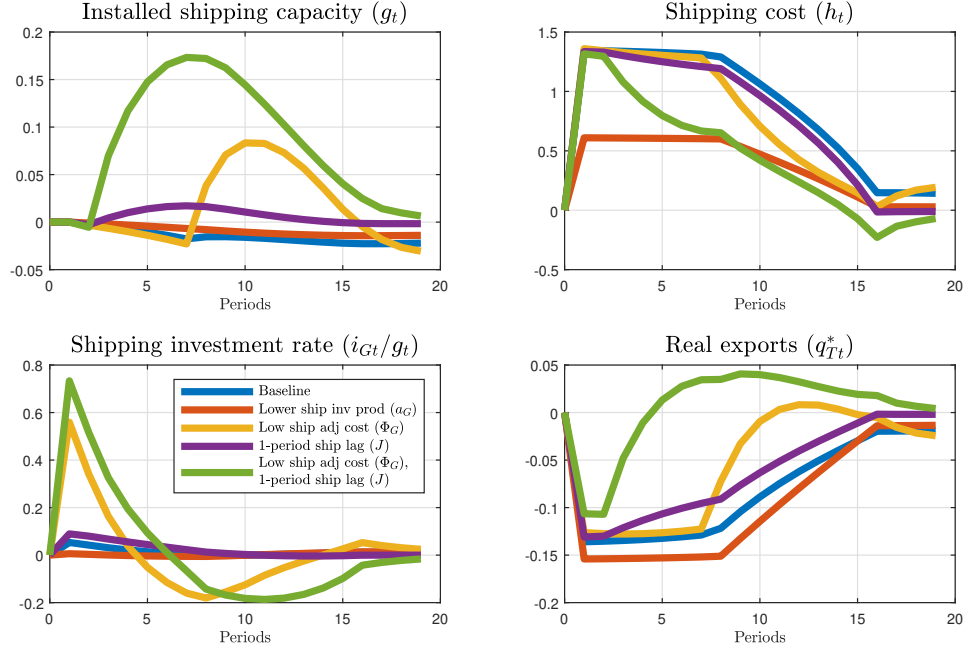 Installed shipping capacity (g_t)
0.2
0.15
0.1
0.05
0
-0.05
0 5 10 15 20
Periods
Shipping cost (h_t)
1.5
1
0.5
0
-0.5
0 5 10 15 20
Periods
Shipping investment rate (i_{Gt}/g_t)
0.8
0.6
0.4
0.2
0
-0.2
0 5 10 15 20
Periods
Baseline
Lower ship inv prod (a_G)
Low ship adj cost (Φ_G)
1-period ship lag (J)
Low ship adj cost (Φ_G),
1-period ship lag (J)
Real exports (q*_{Tt})
0.05
0
-0.05
-0.1
-0.15
-0.2
0 5 10 15 20
Periods